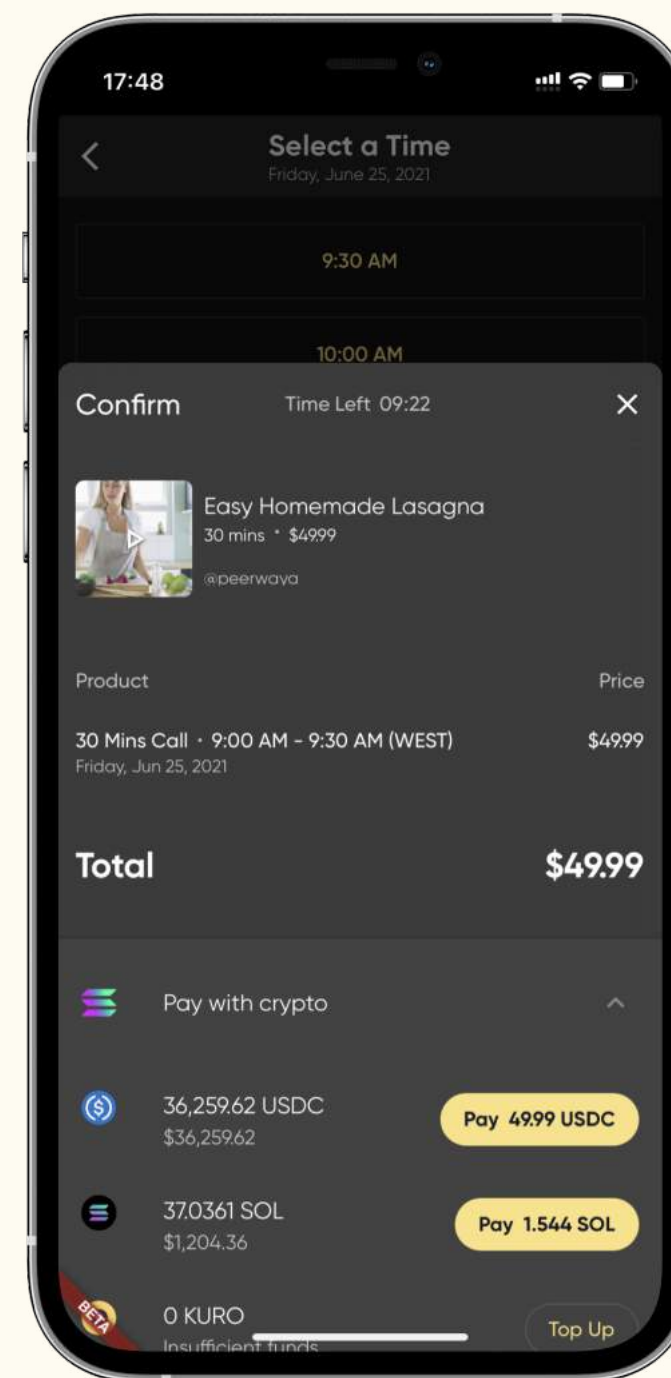 17:48
Select a Time
Friday, June 25, 2021
9:30 AM
10:00 AM
Confirm
Time Left 09:22
Easy Homemade Lasagna
30 mins • $49.99
@peerwaya
Product
Price
30 Mins Call • 9:00 AM - 9:30 AM (WEST)
$49.99
Friday, Jun 25, 2021
Total
$49.99
Pay with crypto
36,259.62 USDC
$36,259.62
Pay 49.99 USDC
37.0361 SOL
$1,204.36
Pay 1.544 SOL
BETA
0 KURO
Insufficient funds
Top Up